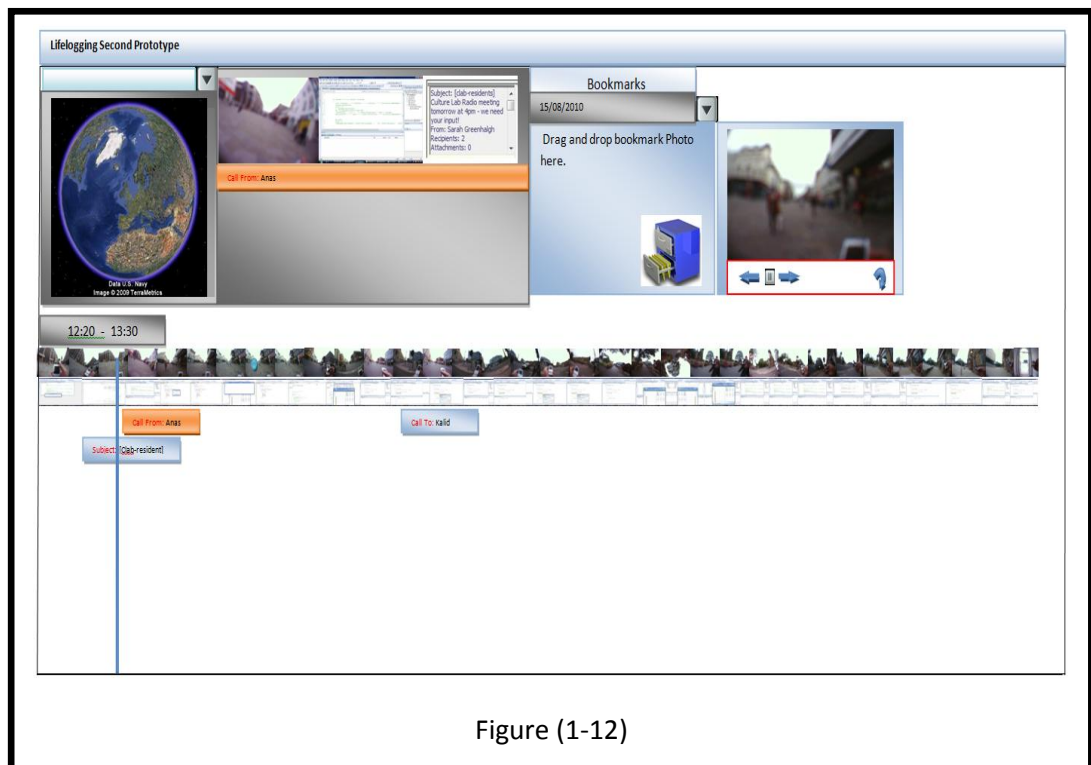 Lifelogging Second Prototype
Subject: [clab-residents]
Culture Lab Radio meeting
tomorrow at 4pm - we need
your input!
From: Sarah Greenhalgh
Recipients: 2
Attachments: 0
Call From: Anas
Data U.S. Navy
Image © 2009 TerraMetrics
Bookmarks
15/08/2010
Drag and drop bookmark Photo
here.
12:20 - 13:30
Call From: Anas
Call To: Kalid
Subject: [Clab-resident]
Figure (1-12)